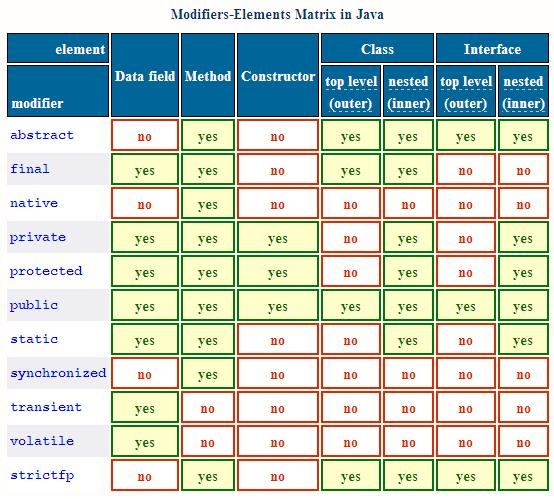 Modifiers-Elements Matrix in Java
element Data field Method Constructor Class Interface
modifier top level (outer) nested (inner) top level (outer) nested (inner)
abstract no yes no yes yes yes yes
final yes yes no yes yes no no
native no yes no no no no no
private yes yes yes no yes no yes
protected yes yes yes no yes no yes
public yes yes yes yes yes yes yes
static yes yes no no yes no yes
synchronized no yes no no no no no
transient yes no no no no no no
volatile yes no no no no no no
strictfp no yes no yes yes yes yes